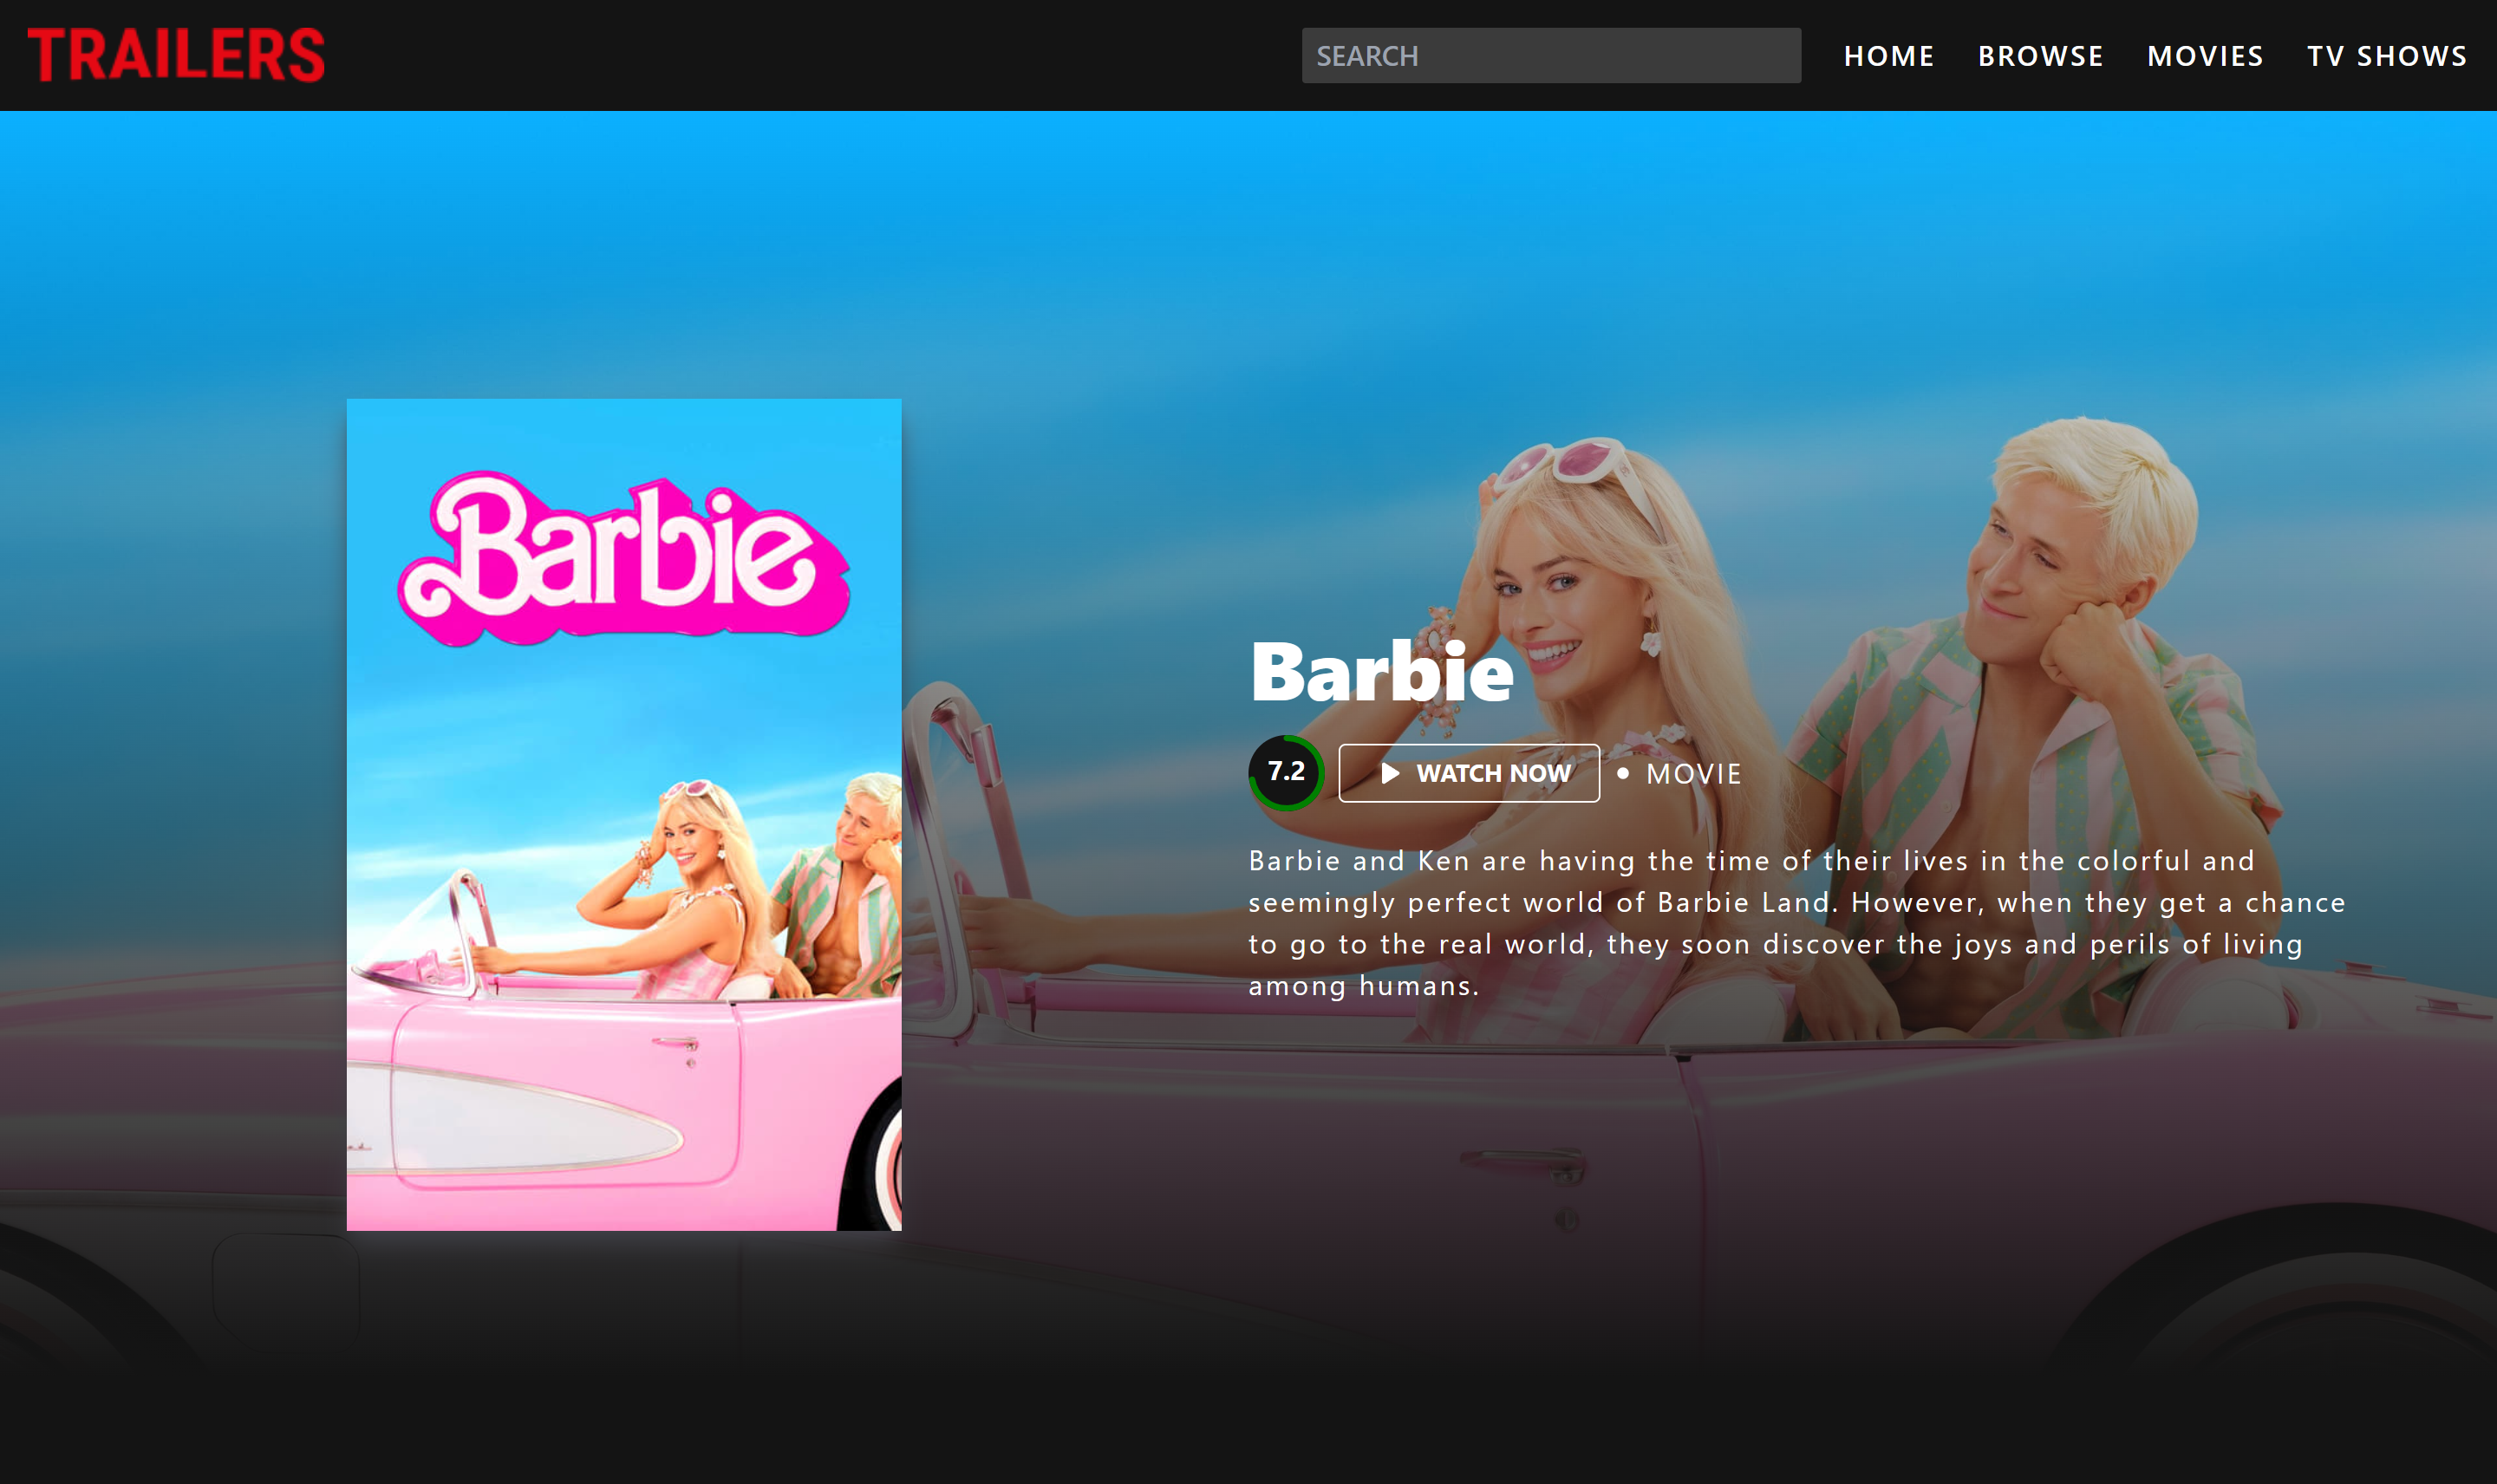 TRAILERS
SEARCH
HOME
BROWSE
MOVIES
TV SHOWS
Barbie
Barbie
7.2
WATCH NOW
MOVIE
Barbie and Ken are having the time of their lives in the colorful and
seemingly perfect world of Barbie Land. However, when they get a chance
to go to the real world, they soon discover the joys and perils of living
among humans.